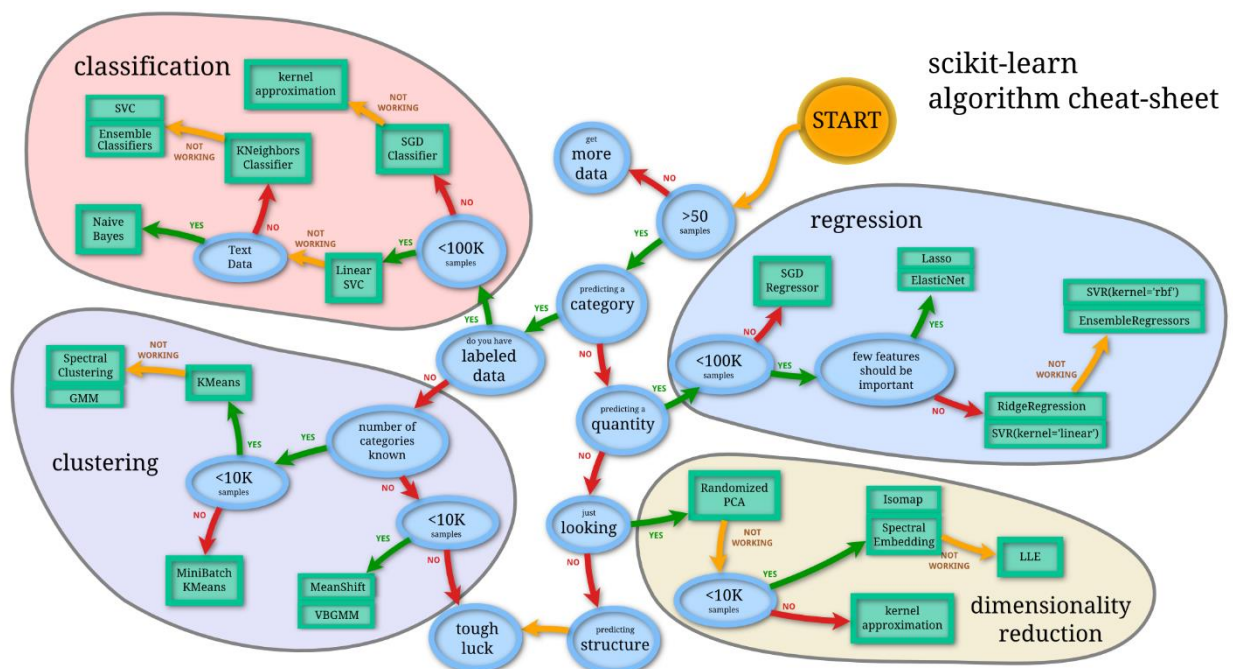 scikit-learn
algorithm cheat-sheet
START
classification
kernel
approximation
NOT
WORKING
SVC
Ensemble
Classifiers
NOT
WORKING
KNeighbors
Classifier
SGD
Classifier
NO
NO
Naive
Bayes
YES
Text
Data
NOT
WORKING
Linear
SVC
YES
<100K
samples
YES
get
more
data
NO
>50
samples
YES
predicting a
category
YES
do you have
labeled
data
NO
NO
predicting a
quantity
YES
NO
just
looking
YES
NO
predicting
structure
tough
luck
regression
SGD
Regressor
NO
<100K
samples
YES
Lasso
ElasticNet
YES
few features
should be
important
NO
SVR(kernel='rbf')
EnsembleRegressors
NOT
WORKING
RidgeRegression
SVR(kernel='linear')
clustering
Spectral
Clustering
GMM
NOT
WORKING
KMeans
YES
<10K
samples
YES
number of
categories
known
NO
NO
MiniBatch
KMeans
<10K
samples
YES
NO
MeanShift
VBGMM
Randomized
PCA
NOT
WORKING
<10K
samples
YES
NO
Isomap
Spectral
Embedding
NOT
WORKING
LLE
kernel
approximation
dimensionality
reduction